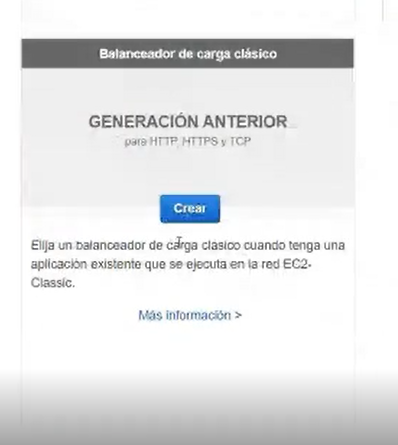 Balanceador de carga clásico
GENERACIÓN ANTERIOR
para HTTP, HTTPS y TCP
Crear
Elija un balanceador de carga clasico cuando tenga una
aplicación existente que se ejecuta en la red EC2-
Classic.
Más información >